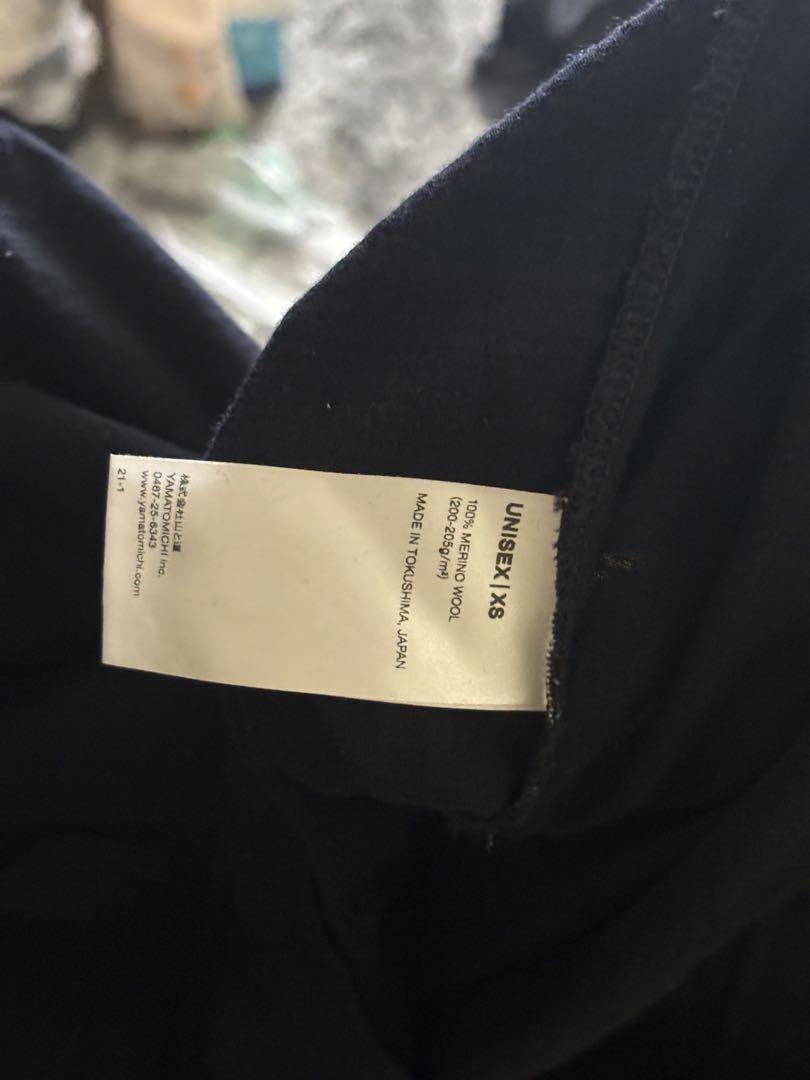 UNISEX | XS
100% MERINO WOOL
(200-205g/m²)
MADE IN TOKUSHIMA, JAPAN
株式会社山と道
YAMATOMICHI Inc.
0467-25-6343
www.yamatomichi.com
21-1